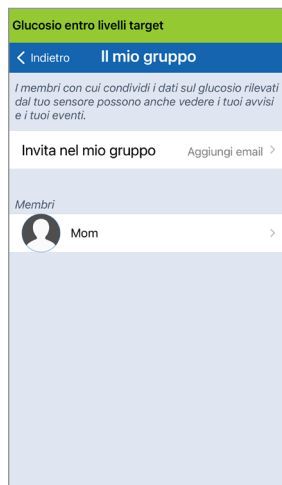 Glucosio entro livelli target
Indietro Il mio gruppo
I membri con cui condividi i dati sul glucosio rilevati
dal tuo sensore possono anche vedere i tuoi avvisi
e i tuoi eventi.
Invita nel mio gruppo Aggiungi email
Membri
Mom